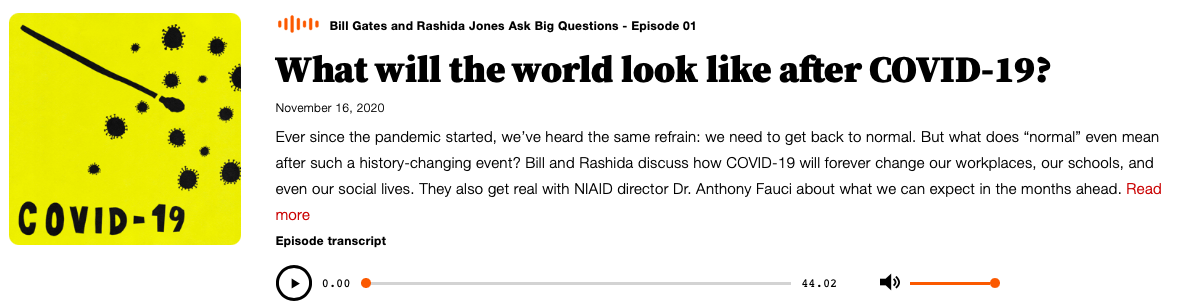 Bill Gates and Rashida Jones Ask Big Questions - Episode 01
What will the world look like after COVID-19?
November 16, 2020
Ever since the pandemic started, we’ve heard the same refrain: we need to get back to normal. But what does “normal” even mean
after such a history-changing event? Bill and Rashida discuss how COVID-19 will forever change our workplaces, our schools, and
even our social lives. They also get real with NIAID director Dr. Anthony Fauci about what we can expect in the months ahead. Read
more
Episode transcript
0.00 44.02
COVID-19